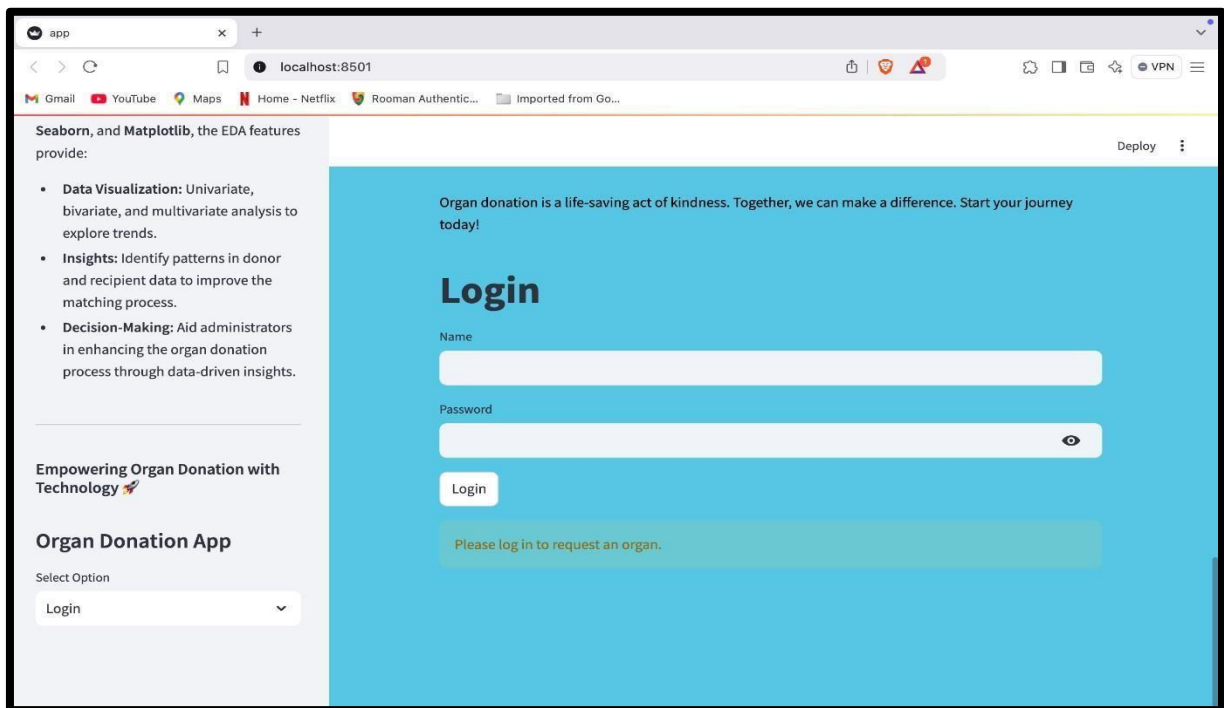 app
localhost:8501
VPN
Gmail
YouTube
Maps
Home - Netflix
Rooman Authentic...
Imported from Go...
Seaborn, and Matplotlib, the EDA features
provide:
• Data Visualization: Univariate,
bivariate, and multivariate analysis to
explore trends.
• Insights: Identify patterns in donor
and recipient data to improve the
matching process.
• Decision-Making: Aid administrators
in enhancing the organ donation
process through data-driven insights.
Empowering Organ Donation with
Technology 🚀
Organ Donation App
Select Option
Login
Deploy
Organ donation is a life-saving act of kindness. Together, we can make a difference. Start your journey
today!
Login
Name
Password
Login
Please log in to request an organ.